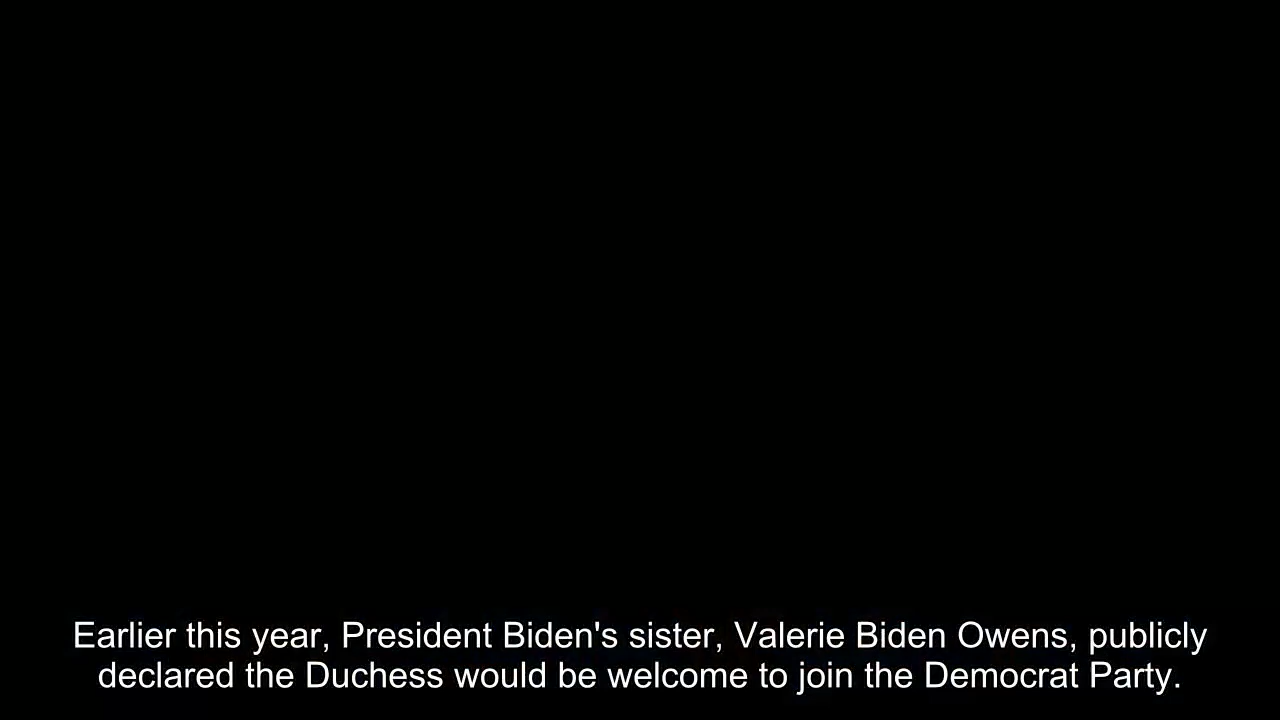 Earlier this year, President Biden's sister, Valerie Biden Owens, publicly
declared the Duchess would be welcome to join the Democrat Party.